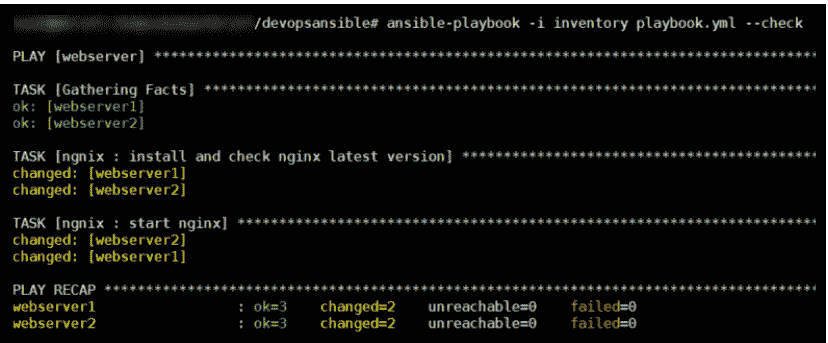 /devopsansible# ansible-playbook -i inventory playbook.yml --check
PLAY [webserver] ******************************************************************************
TASK [Gathering Facts] ************************************************************************
ok: [webserver1]
ok: [webserver2]
TASK [ngnix : install and check nginx latest version] *****************************************
changed: [webserver1]
changed: [webserver2]
TASK [ngnix : start nginx] ********************************************************************
changed: [webserver2]
changed: [webserver1]
PLAY RECAP ************************************************************************************
webserver1 : ok=3 changed=2 unreachable=0 failed=0
webserver2 : ok=3 changed=2 unreachable=0 failed=0